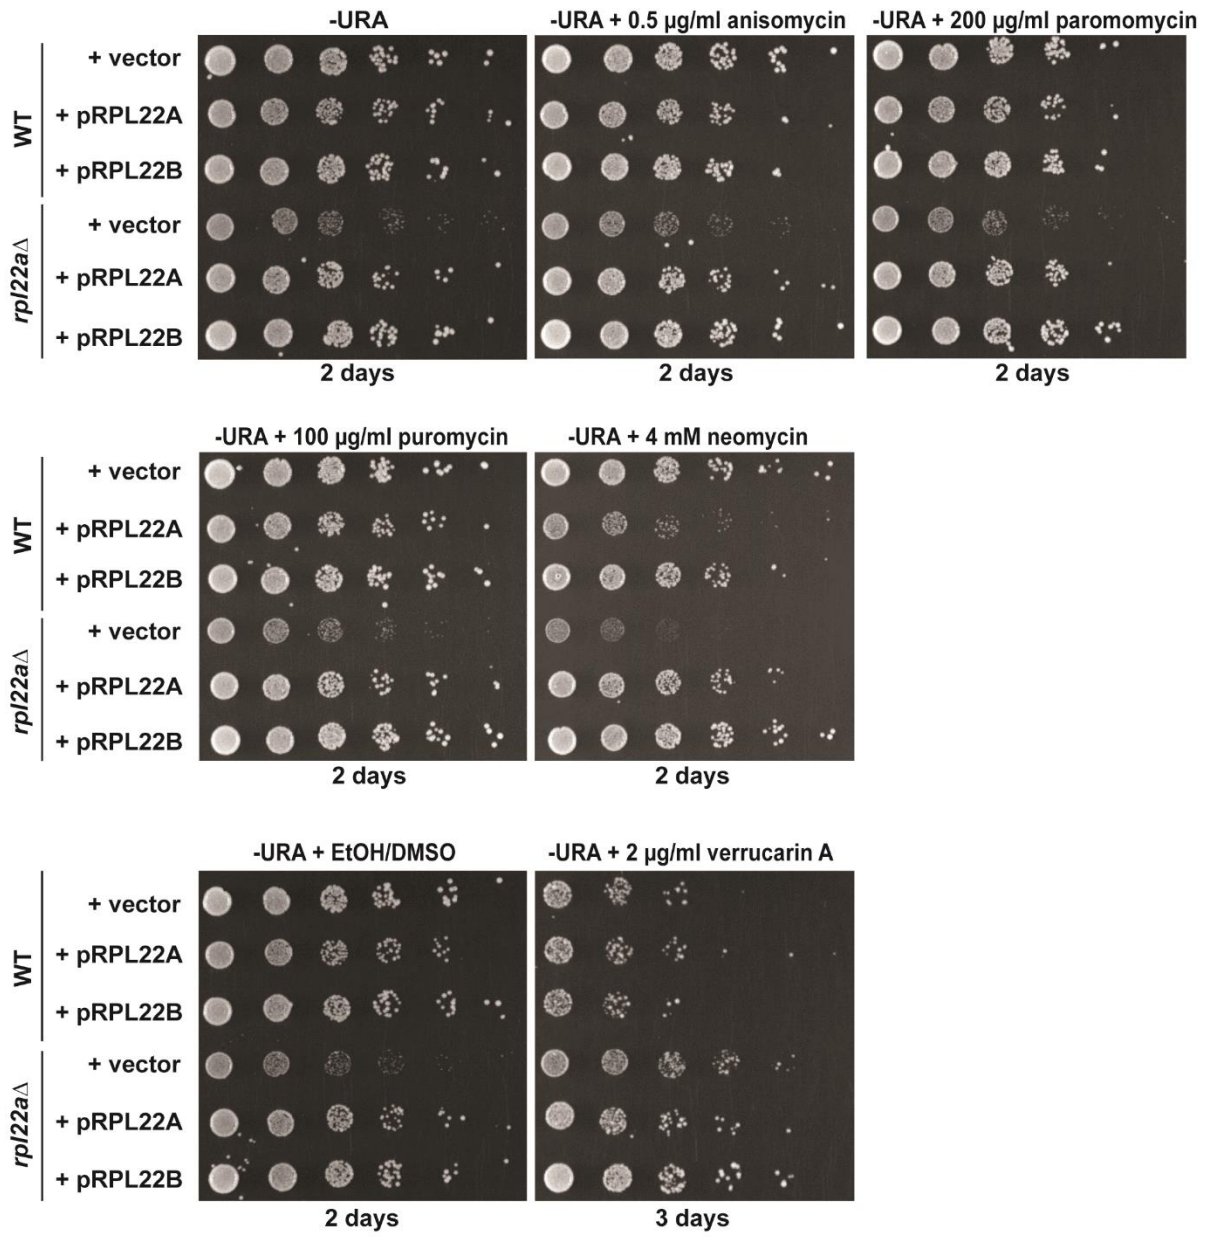 -URA
-URA + 0.5 µg/ml anisomycin
-URA + 200 µg/ml paromomycin
WT
+ vector
+ pRPL22A
+ pRPL22B
rpl22aΔ
+ vector
+ pRPL22A
+ pRPL22B
2 days
2 days
2 days
-URA + 100 µg/ml puromycin
-URA + 4 mM neomycin
WT
+ vector
+ pRPL22A
+ pRPL22B
rpl22aΔ
+ vector
+ pRPL22A
+ pRPL22B
2 days
2 days
-URA + EtOH/DMSO
-URA + 2 µg/ml verrucarin A
WT
+ vector
+ pRPL22A
+ pRPL22B
rpl22aΔ
+ vector
+ pRPL22A
+ pRPL22B
2 days
3 days